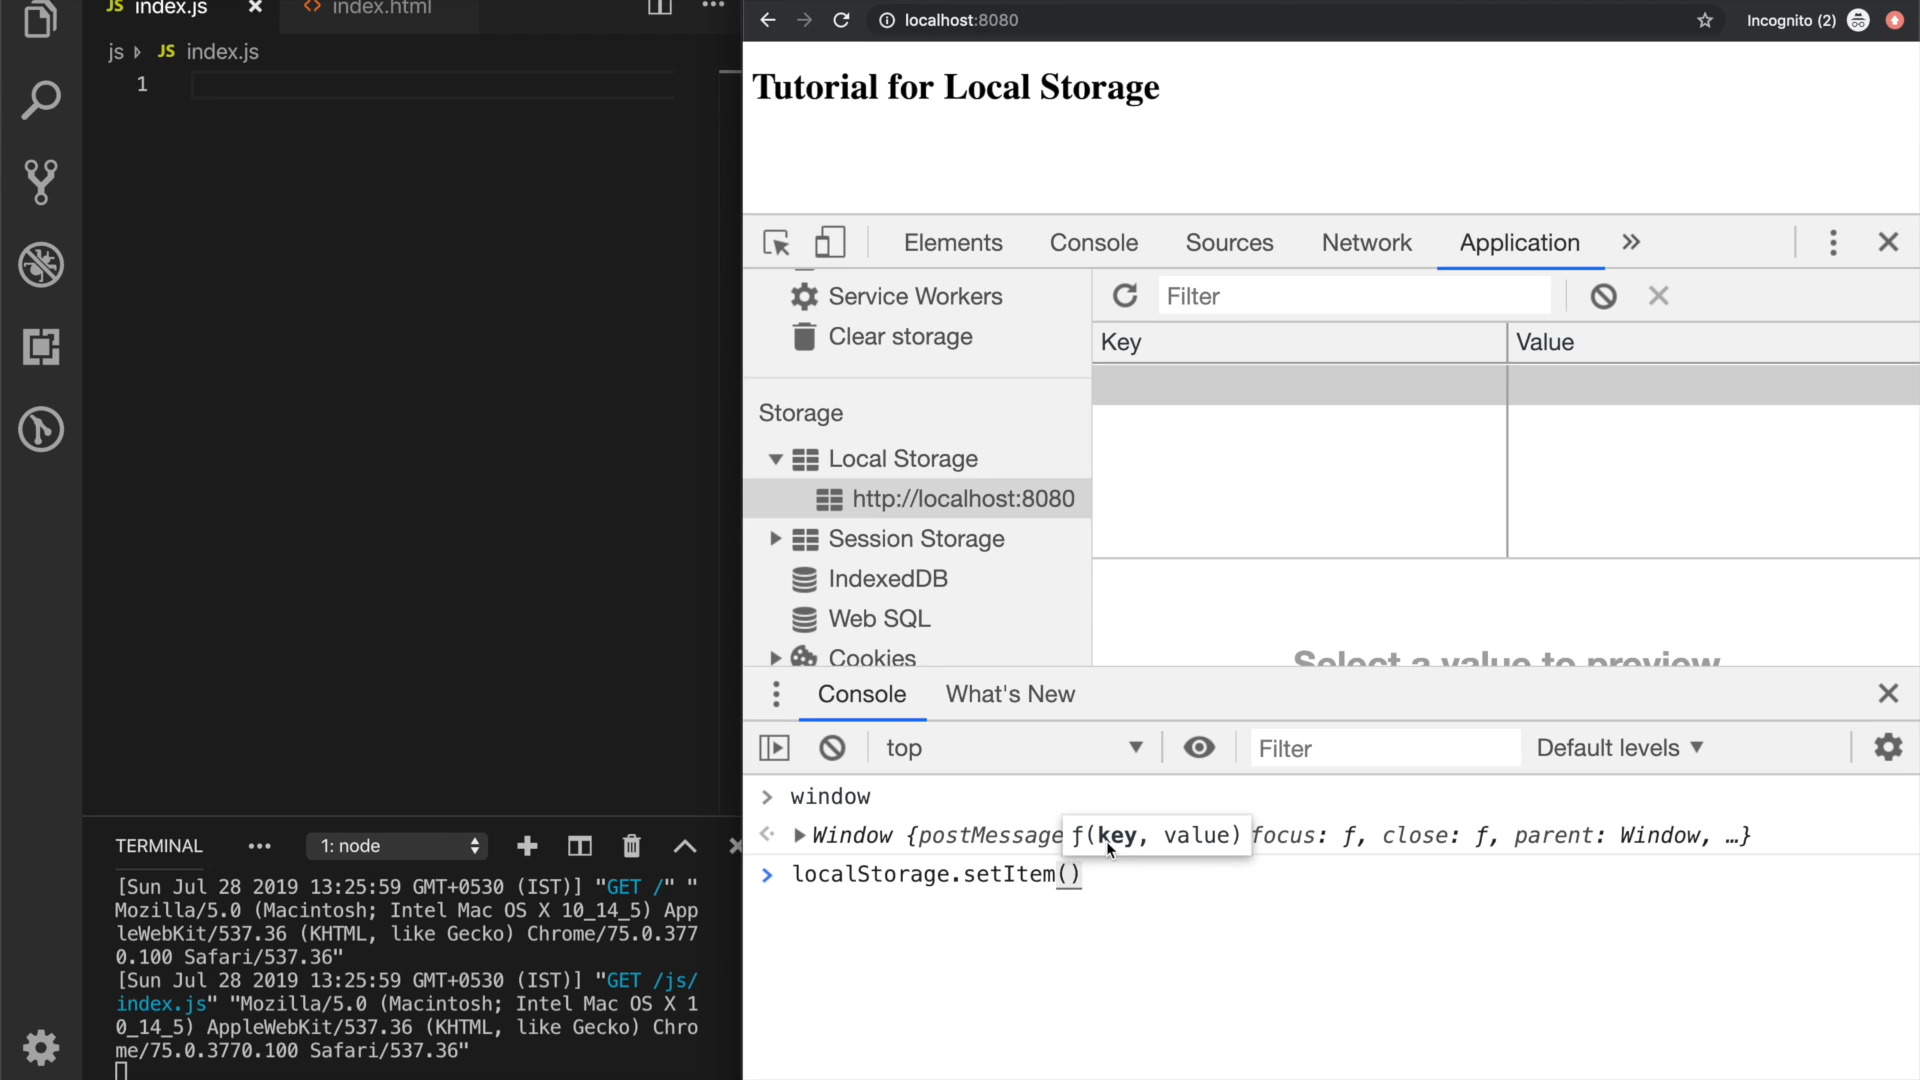 JS index.js
<> index.html
js JS index.js
1
TERMINAL ••• 1: node
[Sun Jul 28 2019 13:25:59 GMT+0530 (IST)] "GET /" "
Mozilla/5.0 (Macintosh; Intel Mac OS X 10_14_5) App
leWebKit/537.36 (KHTML, like Gecko) Chrome/75.0.377
0.100 Safari/537.36"
[Sun Jul 28 2019 13:25:59 GMT+0530 (IST)] "GET /js/
index.js" "Mozilla/5.0 (Macintosh; Intel Mac OS X 1
0_14_5) AppleWebKit/537.36 (KHTML, like Gecko) Chro
me/75.0.3770.100 Safari/537.36"
localhost:8080
Incognito (2)
Tutorial for Local Storage
Elements Console Sources Network Application »
Service Workers
Clear storage
Storage
Local Storage
http://localhost:8080
Session Storage
IndexedDB
Web SQL
Cookies
Filter
Key Value
Select a value to preview
Console What's New
top Filter Default levels
> window
Window {postMessage ƒ(key, value) focus: ƒ, close: ƒ, parent: Window, …}
> localStorage.setItem()